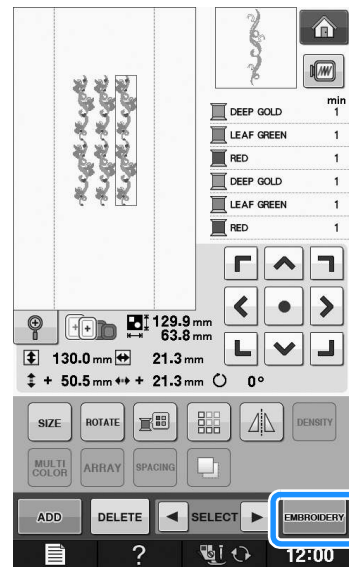 min
DEEP GOLD 1
LEAF GREEN 1
RED 1
DEEP GOLD 1
LEAF GREEN 1
RED 1
129.9 mm
63.8 mm
130.0 mm 21.3 mm
+ 50.5 mm + 21.3 mm 0°
SIZE ROTATE DENSITY
MULTI COLOR ARRAY SPACING
ADD DELETE SELECT EMBROIDERY
? 12:00